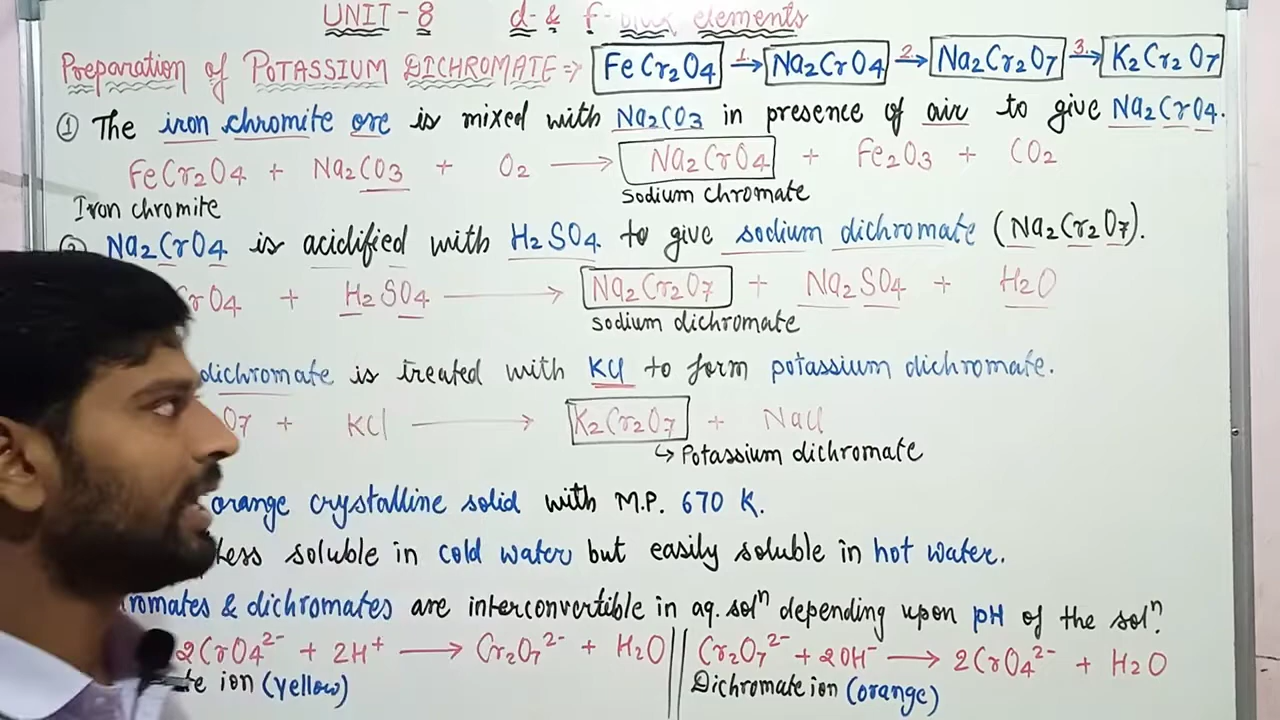 UNIT - 8 d- & f- block elements
Preparation of POTASSIUM DICHROMATE ⇒ FeCr2O4 1. → Na2CrO4 2. → Na2Cr2O7 3. → K2Cr2O7
① The iron chromite ore is mixed with Na2CO3 in presence of air to give Na2CrO4.
FeCr2O4 + Na2CO3 + O2 → Na2CrO4 + Fe2O3 + CO2
Iron chromite sodium chromate
Na2CrO4 is acidified with H2SO4 to give sodium dichromate (Na2Cr2O7).
CrO4 + H2SO4 → Na2Cr2O7 + Na2SO4 + H2O
sodium dichromate
dichromate is treated with KCl to form potassium dichromate.
O7 + KCl → K2Cr2O7 + NaCl
↳ Potassium dichromate
orange crystalline solid with M.P. 670 K.
less soluble in cold water but easily soluble in hot water.
romates & dichromates are interconvertible in aq. solⁿ depending upon pH of the solⁿ.
2CrO4²⁻ + 2H⁺ → Cr2O7²⁻ + H2O || Cr2O7²⁻ + 2OH⁻ → 2CrO4²⁻ + H2O
te ion (yellow) Dichromate ion (orange)